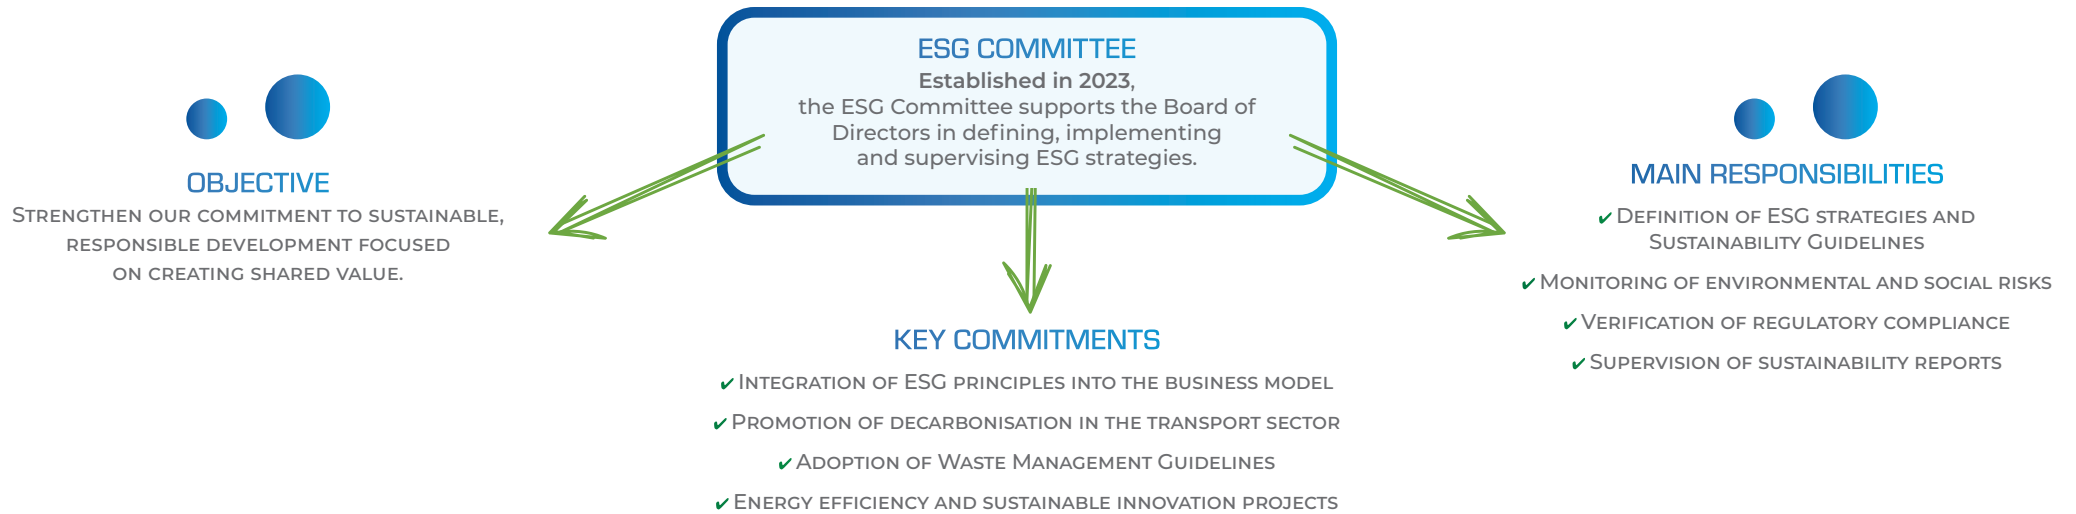 ESG COMMITTEE
Established in 2023,
the ESG Committee supports the Board of
Directors in defining, implementing
and supervising ESG strategies.
OBJECTIVE
Strengthen our commitment to sustainable,
responsible development focused
on creating shared value.
KEY COMMITMENTS
✔ Integration of ESG principles into the business model
✔ Promotion of decarbonisation in the transport sector
✔ Adoption of Waste Management Guidelines
✔ Energy efficiency and sustainable innovation projects
MAIN RESPONSIBILITIES
✔ Definition of ESG strategies and
Sustainability Guidelines
✔ Monitoring of environmental and social risks
✔ Verification of regulatory compliance
✔ Supervision of sustainability reports